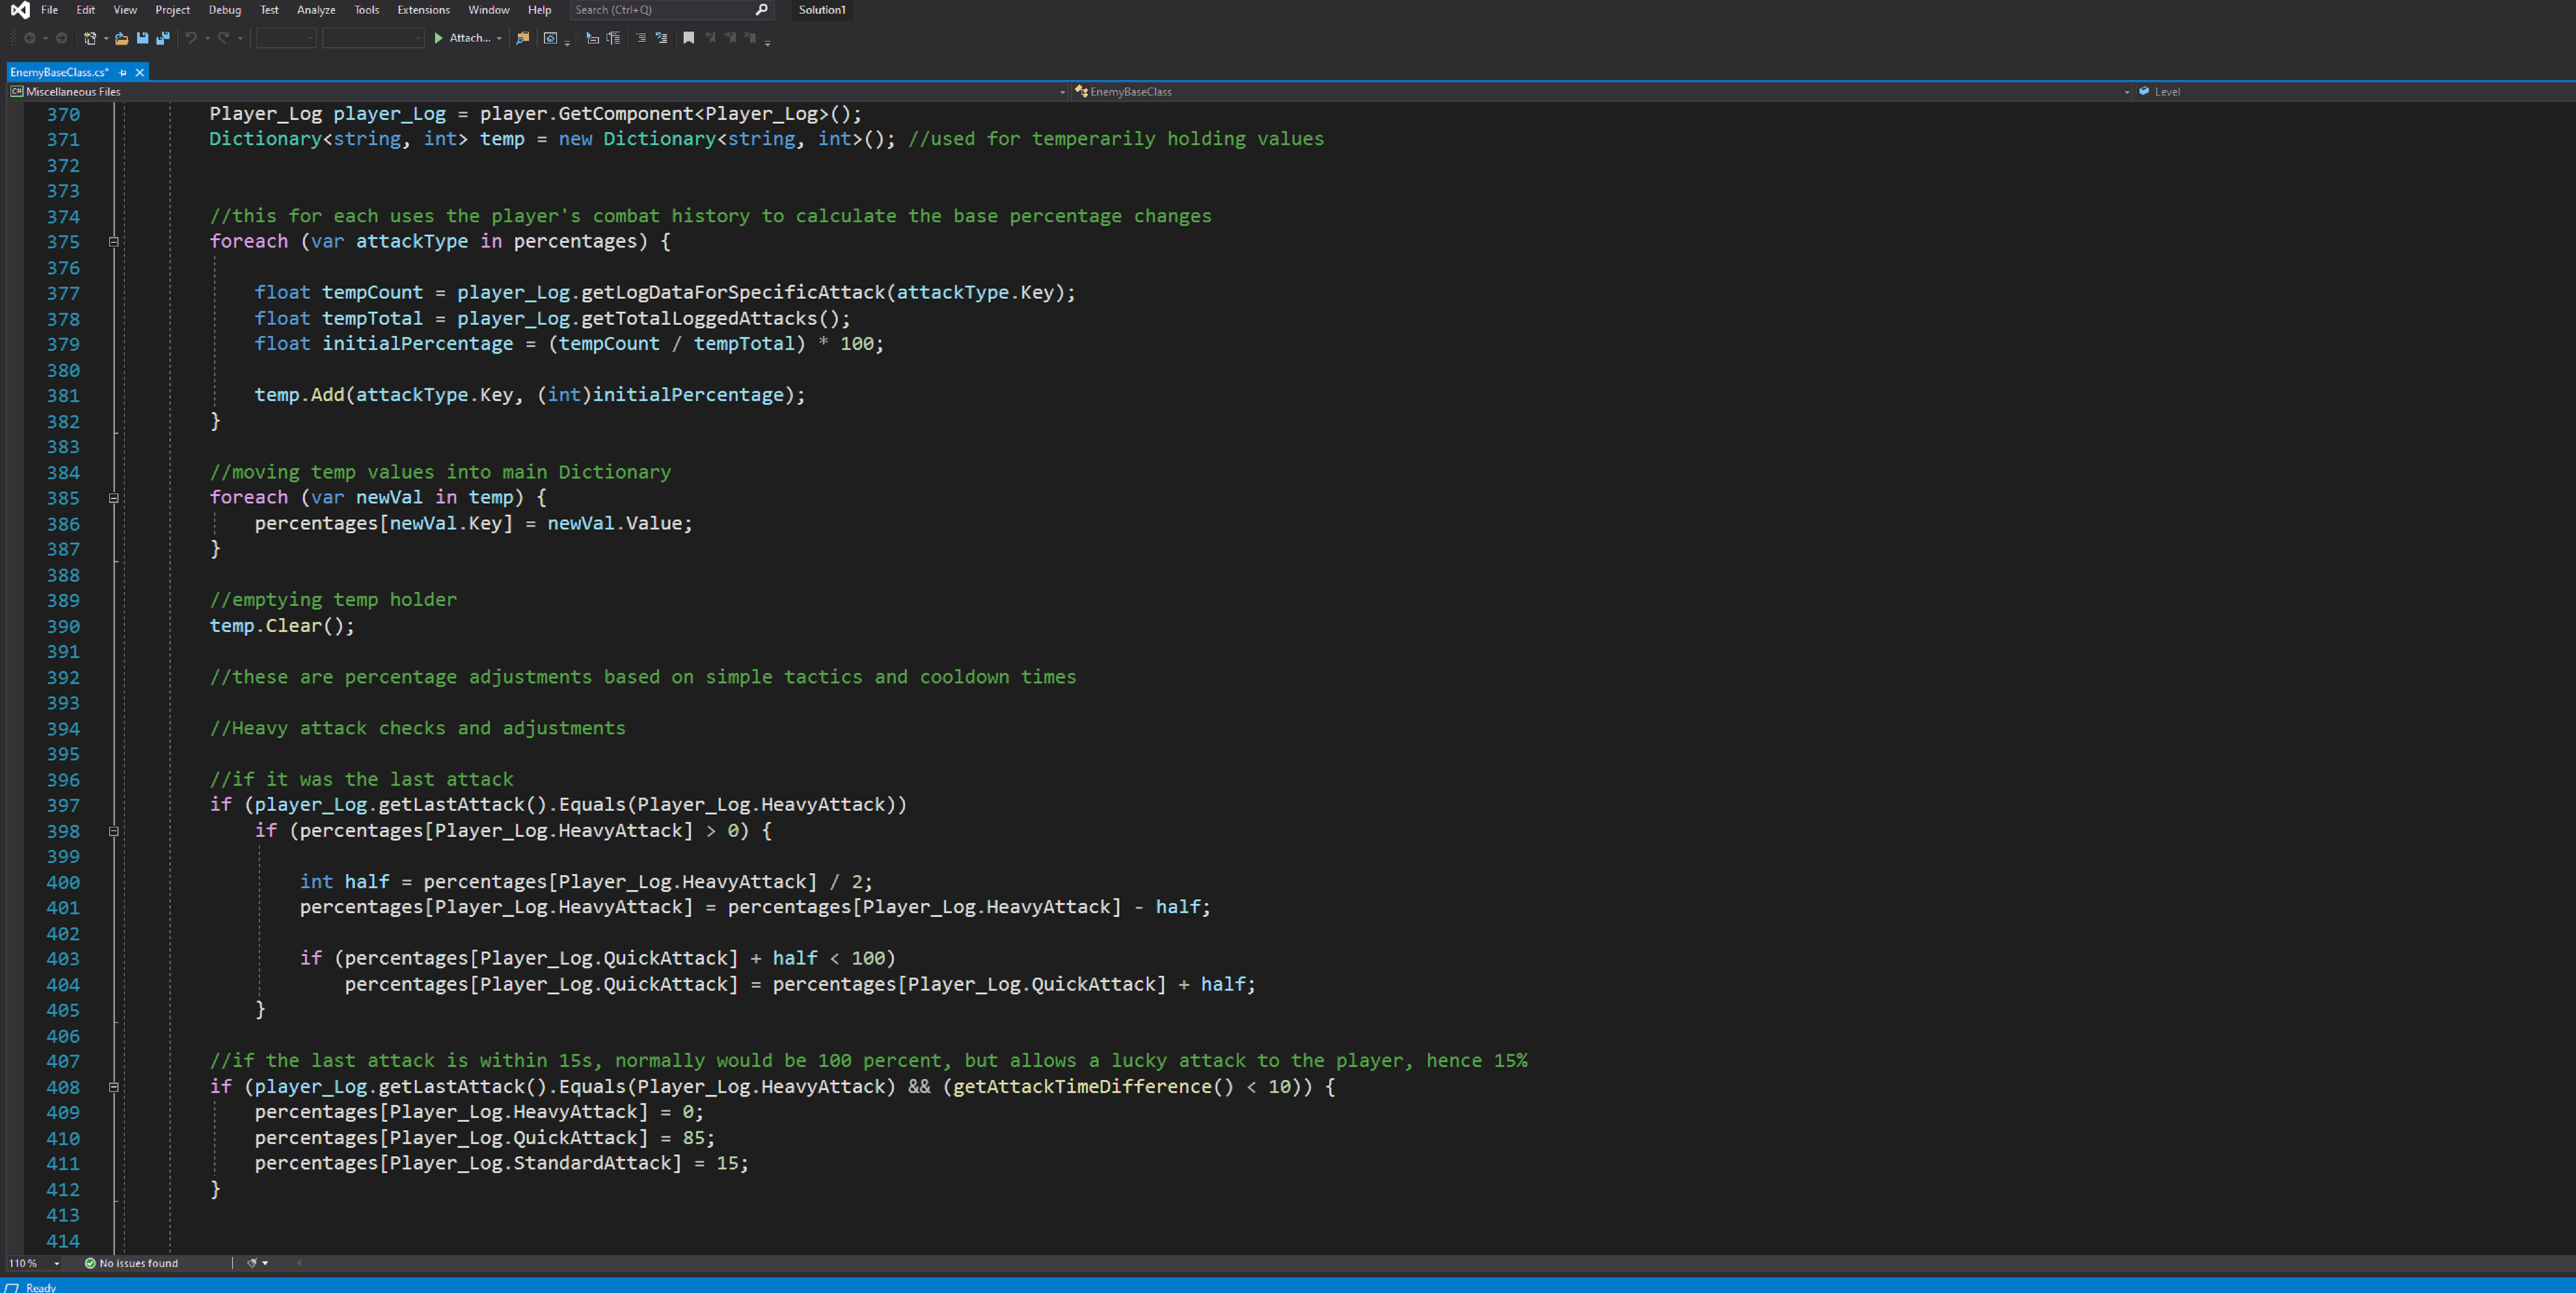 File Edit View Project Debug Test Analyze Tools Extensions Window Help Search (Ctrl+Q) Solution1
Attach...
EnemyBaseClass.cs*
C# Miscellaneous Files EnemyBaseClass Level
370 Player_Log player_Log = player.GetComponent<Player_Log>();
371 Dictionary<string, int> temp = new Dictionary<string, int>(); //used for temperarily holding values
372
373
374 //this for each uses the player's combat history to calculate the base percentage changes
375 foreach (var attackType in percentages) {
376
377 float tempCount = player_Log.getLogDataForSpecificAttack(attackType.Key);
378 float tempTotal = player_Log.getTotalLoggedAttacks();
379 float initialPercentage = (tempCount / tempTotal) * 100;
380
381 temp.Add(attackType.Key, (int)initialPercentage);
382 }
383
384 //moving temp values into main Dictionary
385 foreach (var newVal in temp) {
386 percentages[newVal.Key] = newVal.Value;
387 }
388
389 //emptying temp holder
390 temp.Clear();
391
392 //these are percentage adjustments based on simple tactics and cooldown times
393
394 //Heavy attack checks and adjustments
395
396 //if it was the last attack
397 if (player_Log.getLastAttack().Equals(Player_Log.HeavyAttack))
398 if (percentages[Player_Log.HeavyAttack] > 0) {
399
400 int half = percentages[Player_Log.HeavyAttack] / 2;
401 percentages[Player_Log.HeavyAttack] = percentages[Player_Log.HeavyAttack] - half;
402
403 if (percentages[Player_Log.QuickAttack] + half < 100)
404 percentages[Player_Log.QuickAttack] = percentages[Player_Log.QuickAttack] + half;
405 }
406
407 //if the last attack is within 15s, normally would be 100 percent, but allows a lucky attack to the player, hence 15%
408 if (player_Log.getLastAttack().Equals(Player_Log.HeavyAttack) && (getAttackTimeDifference() < 10)) {
409 percentages[Player_Log.HeavyAttack] = 0;
410 percentages[Player_Log.QuickAttack] = 85;
411 percentages[Player_Log.StandardAttack] = 15;
412 }
413
414
110 % No issues found
Ready